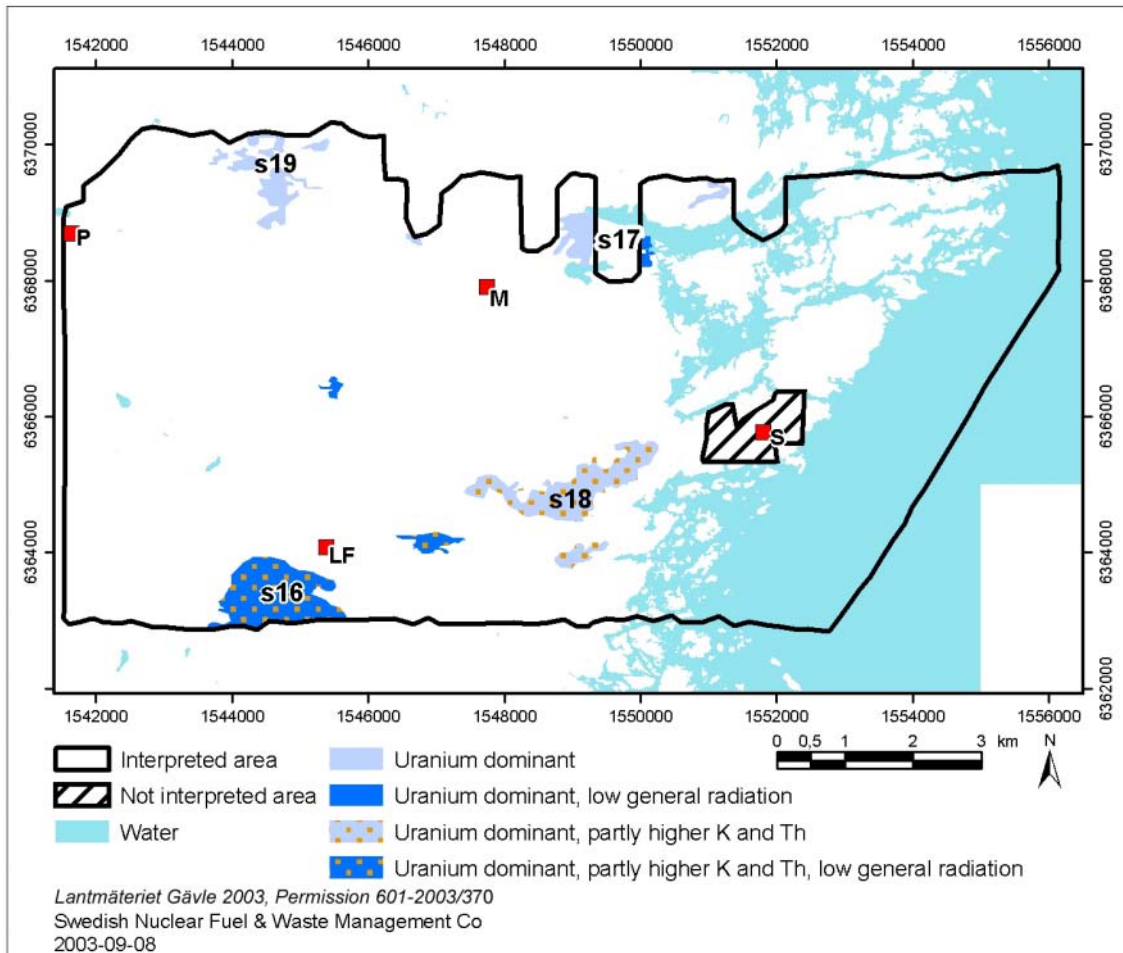 1542000 1544000 1546000 1548000 1550000 1552000 1554000 1556000
6370000 6370000
s19
P
s17
6368000 6368000
M
6366000 6366000
S
s18
6364000 6364000
LF
s16
6362000 6362000
1542000 1544000 1546000 1548000 1550000 1552000 1554000 1556000
0 0,5 1 2 3 km N
Interpreted area
Not interpreted area
Water
Uranium dominant
Uranium dominant, low general radiation
Uranium dominant, partly higher K and Th
Uranium dominant, partly higher K and Th, low general radiation
Lantmäteriet Gävle 2003, Permission 601-2003/370
Swedish Nuclear Fuel & Waste Management Co
2003-09-08